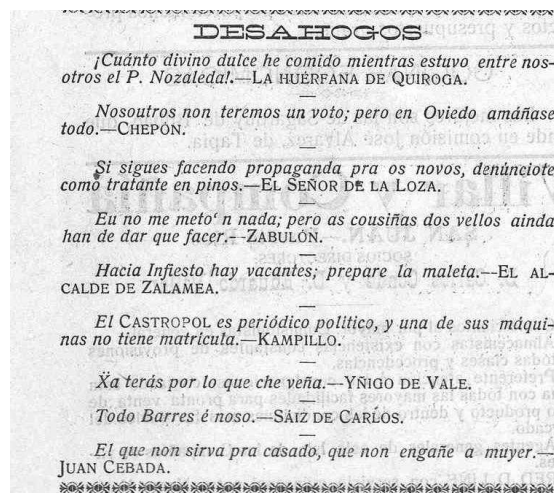 DESAHOGOS
¡Cuánto divino dulce he comido mientras estuvo entre nos-
otros el P. Nozaleda!.—LA HUÉRFANA DE QUIROGA.
Nosoutros non teremos un voto; pero en Oviedo amáñase
todo.—CHEPÓN.
Si sigues facendo propaganda pra os novos, denúnciote
como tratante en pinos.—EL SEÑOR DE LA LOZA.
Eu no me meto' n nada; pero as cousiñas dos vellos ainda
han de dar que facer.—ZABULÓN.
Hacia Infiesto hay vacantes; prepare la maleta.—EL AL-
CALDE DE ZALAMEA.
El CASTROPOL es periódico político, y una de sus máqui-
nas no tiene matrícula.—KAMPILLO.
Ẍa terás por lo que che veña.—YÑIGO DE VALE.
Todo Barres é noso.—SÁIZ DE CARLOS.
El que non sirva pra casado, que non engañe a muyer.—
JUAN CEBADA.